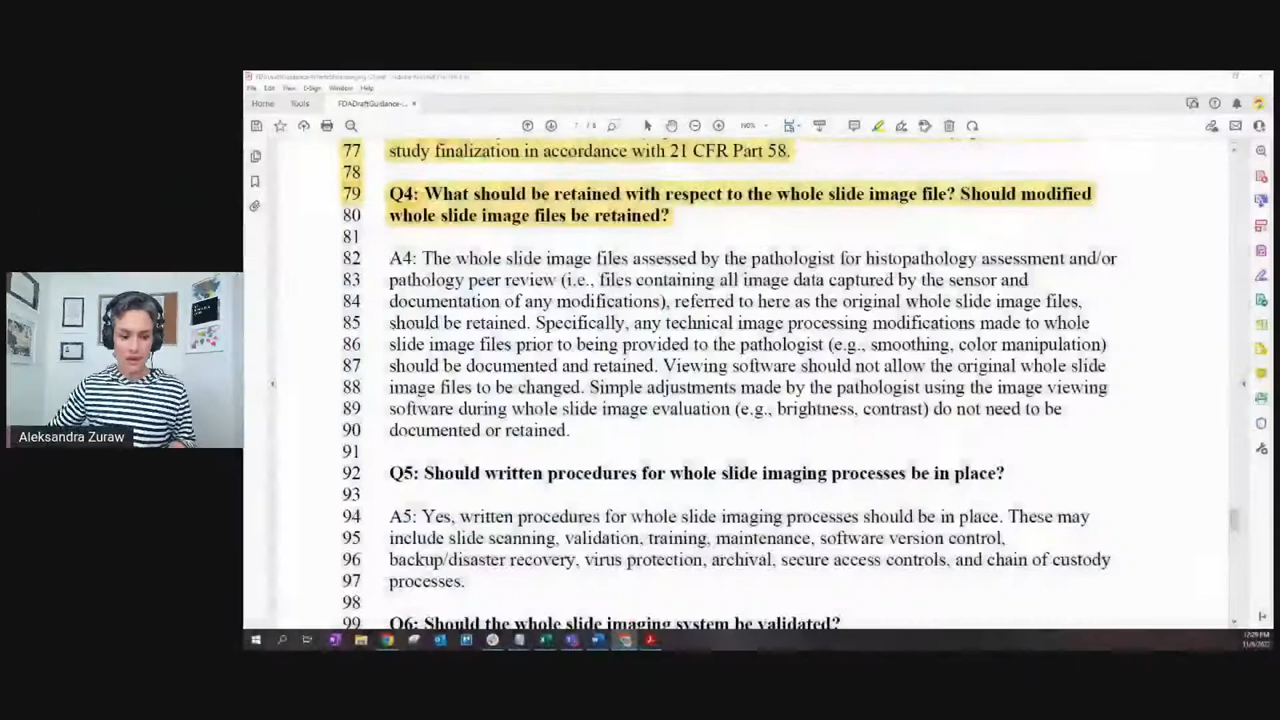 File Edit View E-Sign Window Help
Home Tools FDADraftGuidance-... ×
7 / 8 190%
77 study finalization in accordance with 21 CFR Part 58.
78
79 Q4: What should be retained with respect to the whole slide image file? Should modified
80 whole slide image files be retained?
81
82 A4: The whole slide image files assessed by the pathologist for histopathology assessment and/or
83 pathology peer review (i.e., files containing all image data captured by the sensor and
84 documentation of any modifications), referred to here as the original whole slide image files,
85 should be retained. Specifically, any technical image processing modifications made to whole
86 slide image files prior to being provided to the pathologist (e.g., smoothing, color manipulation)
87 should be documented and retained. Viewing software should not allow the original whole slide
88 image files to be changed. Simple adjustments made by the pathologist using the image viewing
89 software during whole slide image evaluation (e.g., brightness, contrast) do not need to be
90 documented or retained.
91
92 Q5: Should written procedures for whole slide imaging processes be in place?
93
94 A5: Yes, written procedures for whole slide imaging processes should be in place. These may
95 include slide scanning, validation, training, maintenance, software version control,
96 backup/disaster recovery, virus protection, archival, secure access controls, and chain of custody
97 processes.
98
99 Q6: Should the whole slide imaging system be validated?
Aleksandra Zuraw
12:29 PM